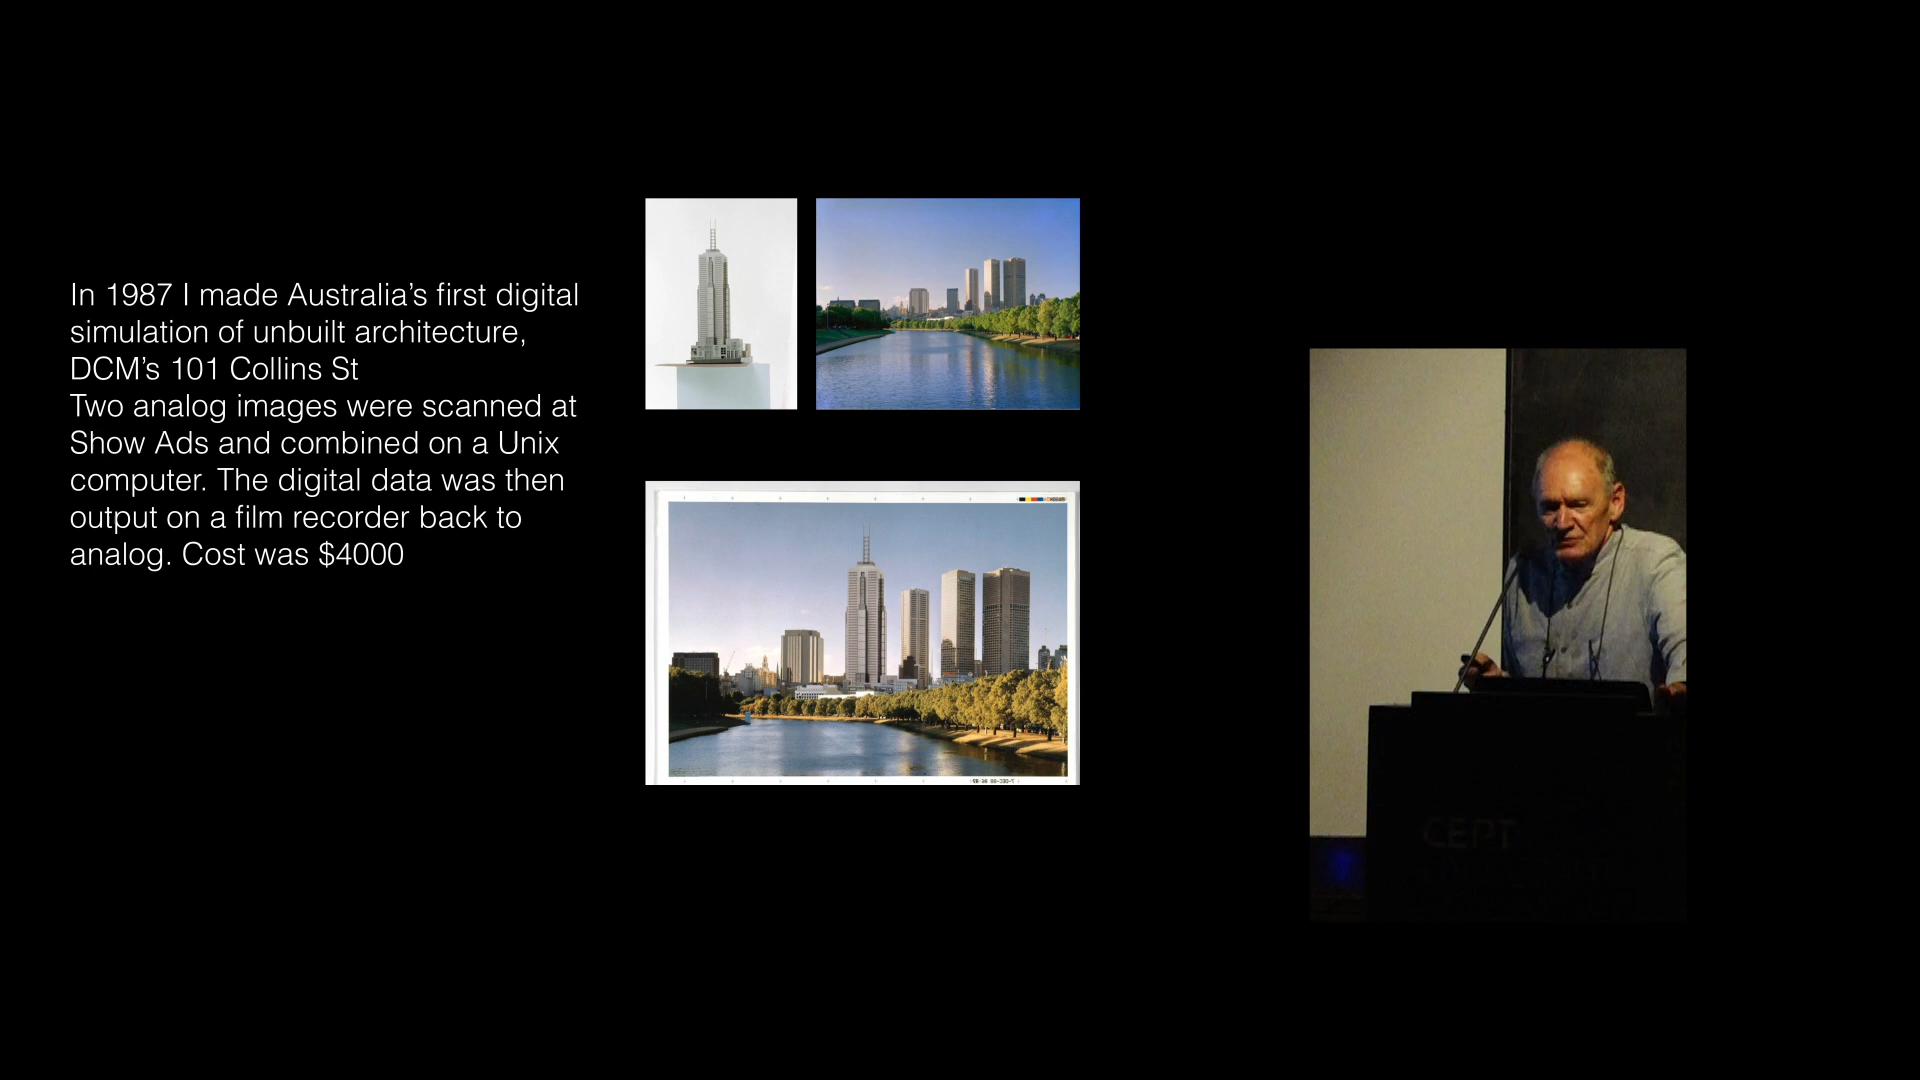 In 1987 I made Australia’s first digital
simulation of unbuilt architecture,
DCM’s 101 Collins St
Two analog images were scanned at
Show Ads and combined on a Unix
computer. The digital data was then
output on a film recorder back to
analog. Cost was $4000
CEPT